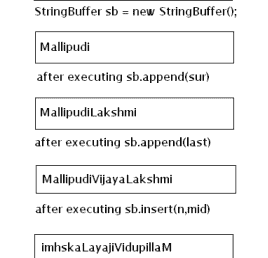 StringBuffer sb = new StringBuffer();
Mallipudi
after executing sb.append(sur)
MallipudiLakshmi
after executing sb.append(last)
MallipudiVijayaLakshmi
after executing sb.insert(n,mid)
imhskaLayajiVidupillaM